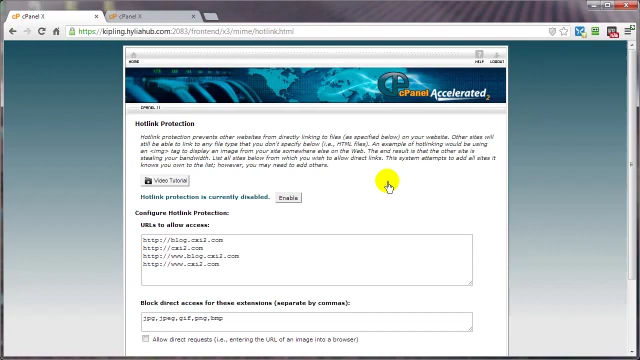 cPanel X
cPanel X
https://kipling.hyliahub.com:2083/frontend/x3/mime/hotlink.html
HOME
HELP
LOGOUT
cPanel Accelerated2
CPANEL 11
Hotlink Protection
Hotlink protection prevents other websites from directly linking to files (as specified below) on your website. Other sites will
still be able to link to any file type that you don't specify below (i.e., HTML files). An example of hotlinking would be using
an <img> tag to display an image from your site somewhere else on the Web. The end result is that the other site is
stealing your bandwidth. List all sites below from which you wish to allow direct links. This system attempts to add all sites it
knows you own to the list; however, you may need to add others.
Video Tutorial
Hotlink protection is currently disabled.
Enable
Configure Hotlink Protection:
URLs to allow access:
http://blog.cxi2.com
http://cxi2.com
http://www.blog.cxi2.com
http://www.cxi2.com
Block direct access for these extensions (separate by commas):
jpg,jpeg,gif,png,bmp
Allow direct requests (i.e., entering the URL of an image into a browser)